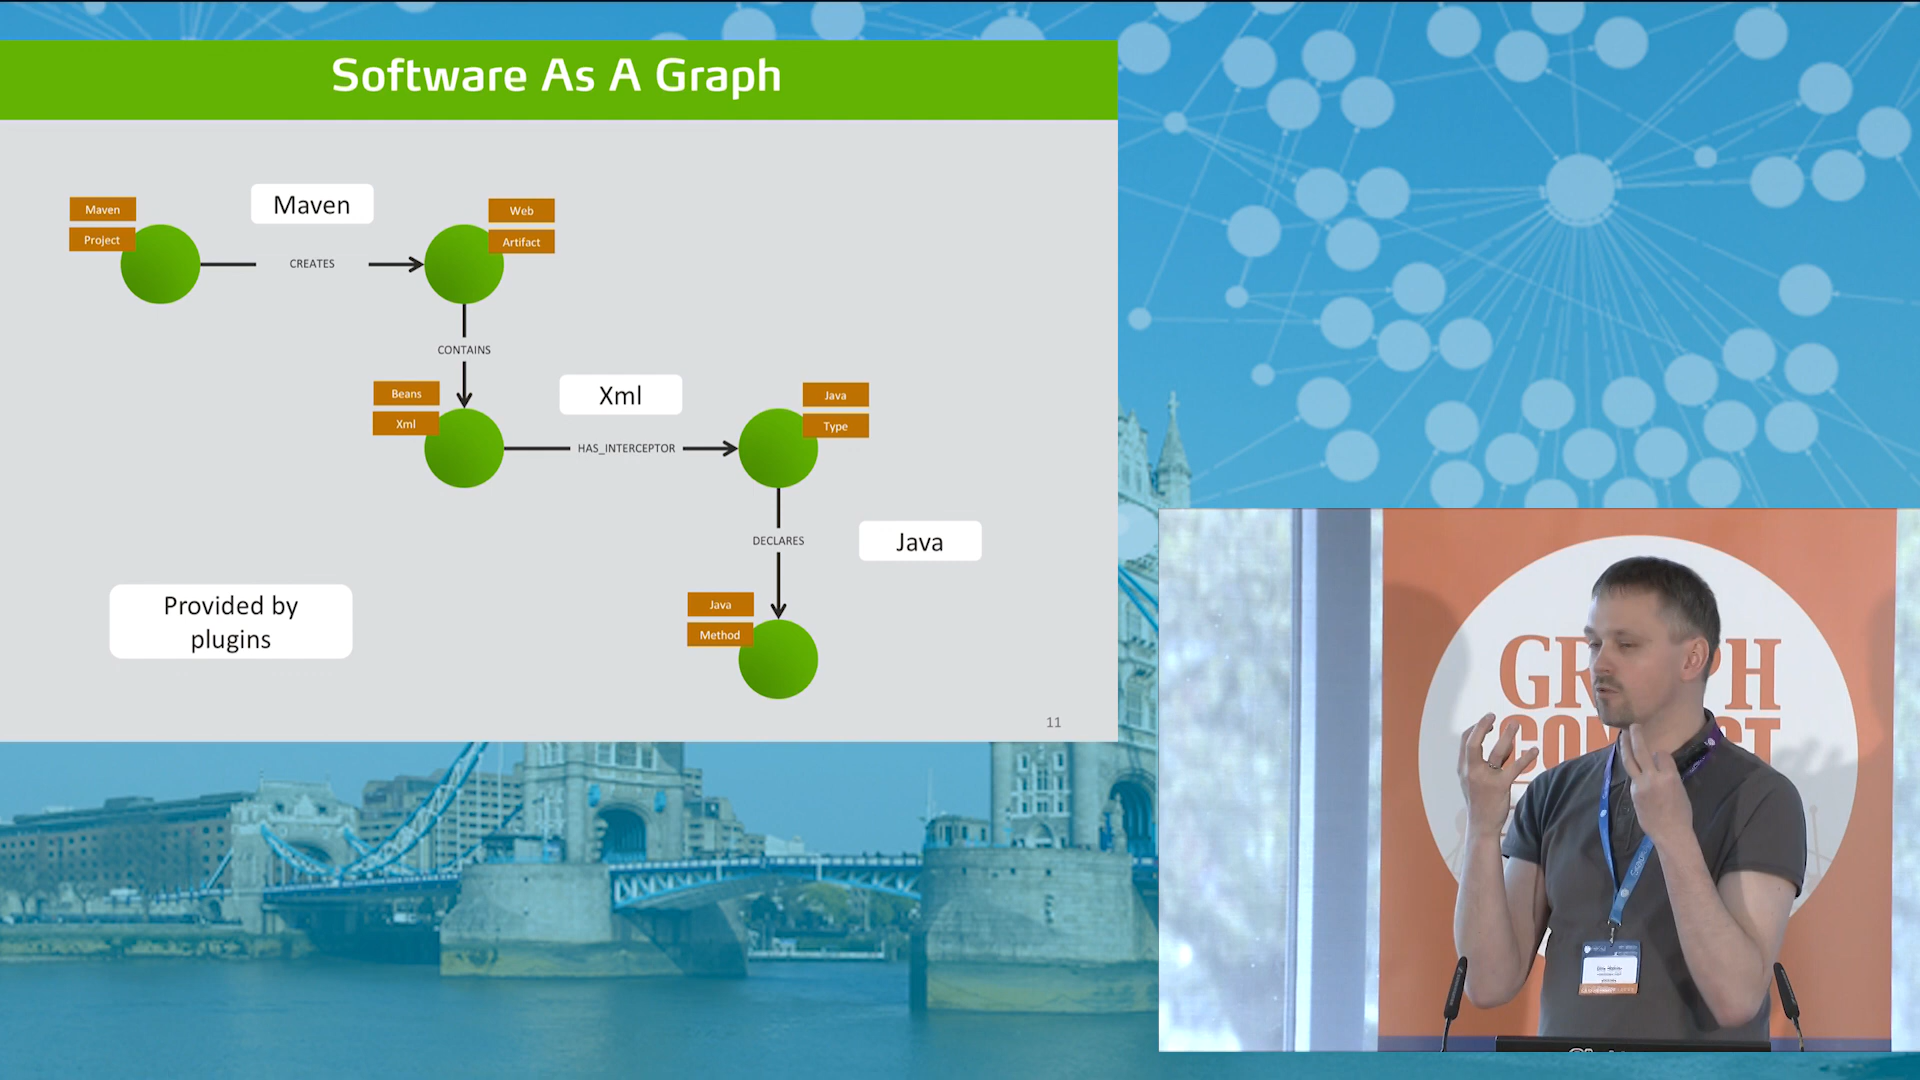 Software As A Graph
Maven
Project
Maven
CREATES
Web
Artifact
CONTAINS
Beans
Xml
Xml
HAS_INTERCEPTOR
Java
Type
DECLARES
Java
Java
Method
Provided by
plugins
11